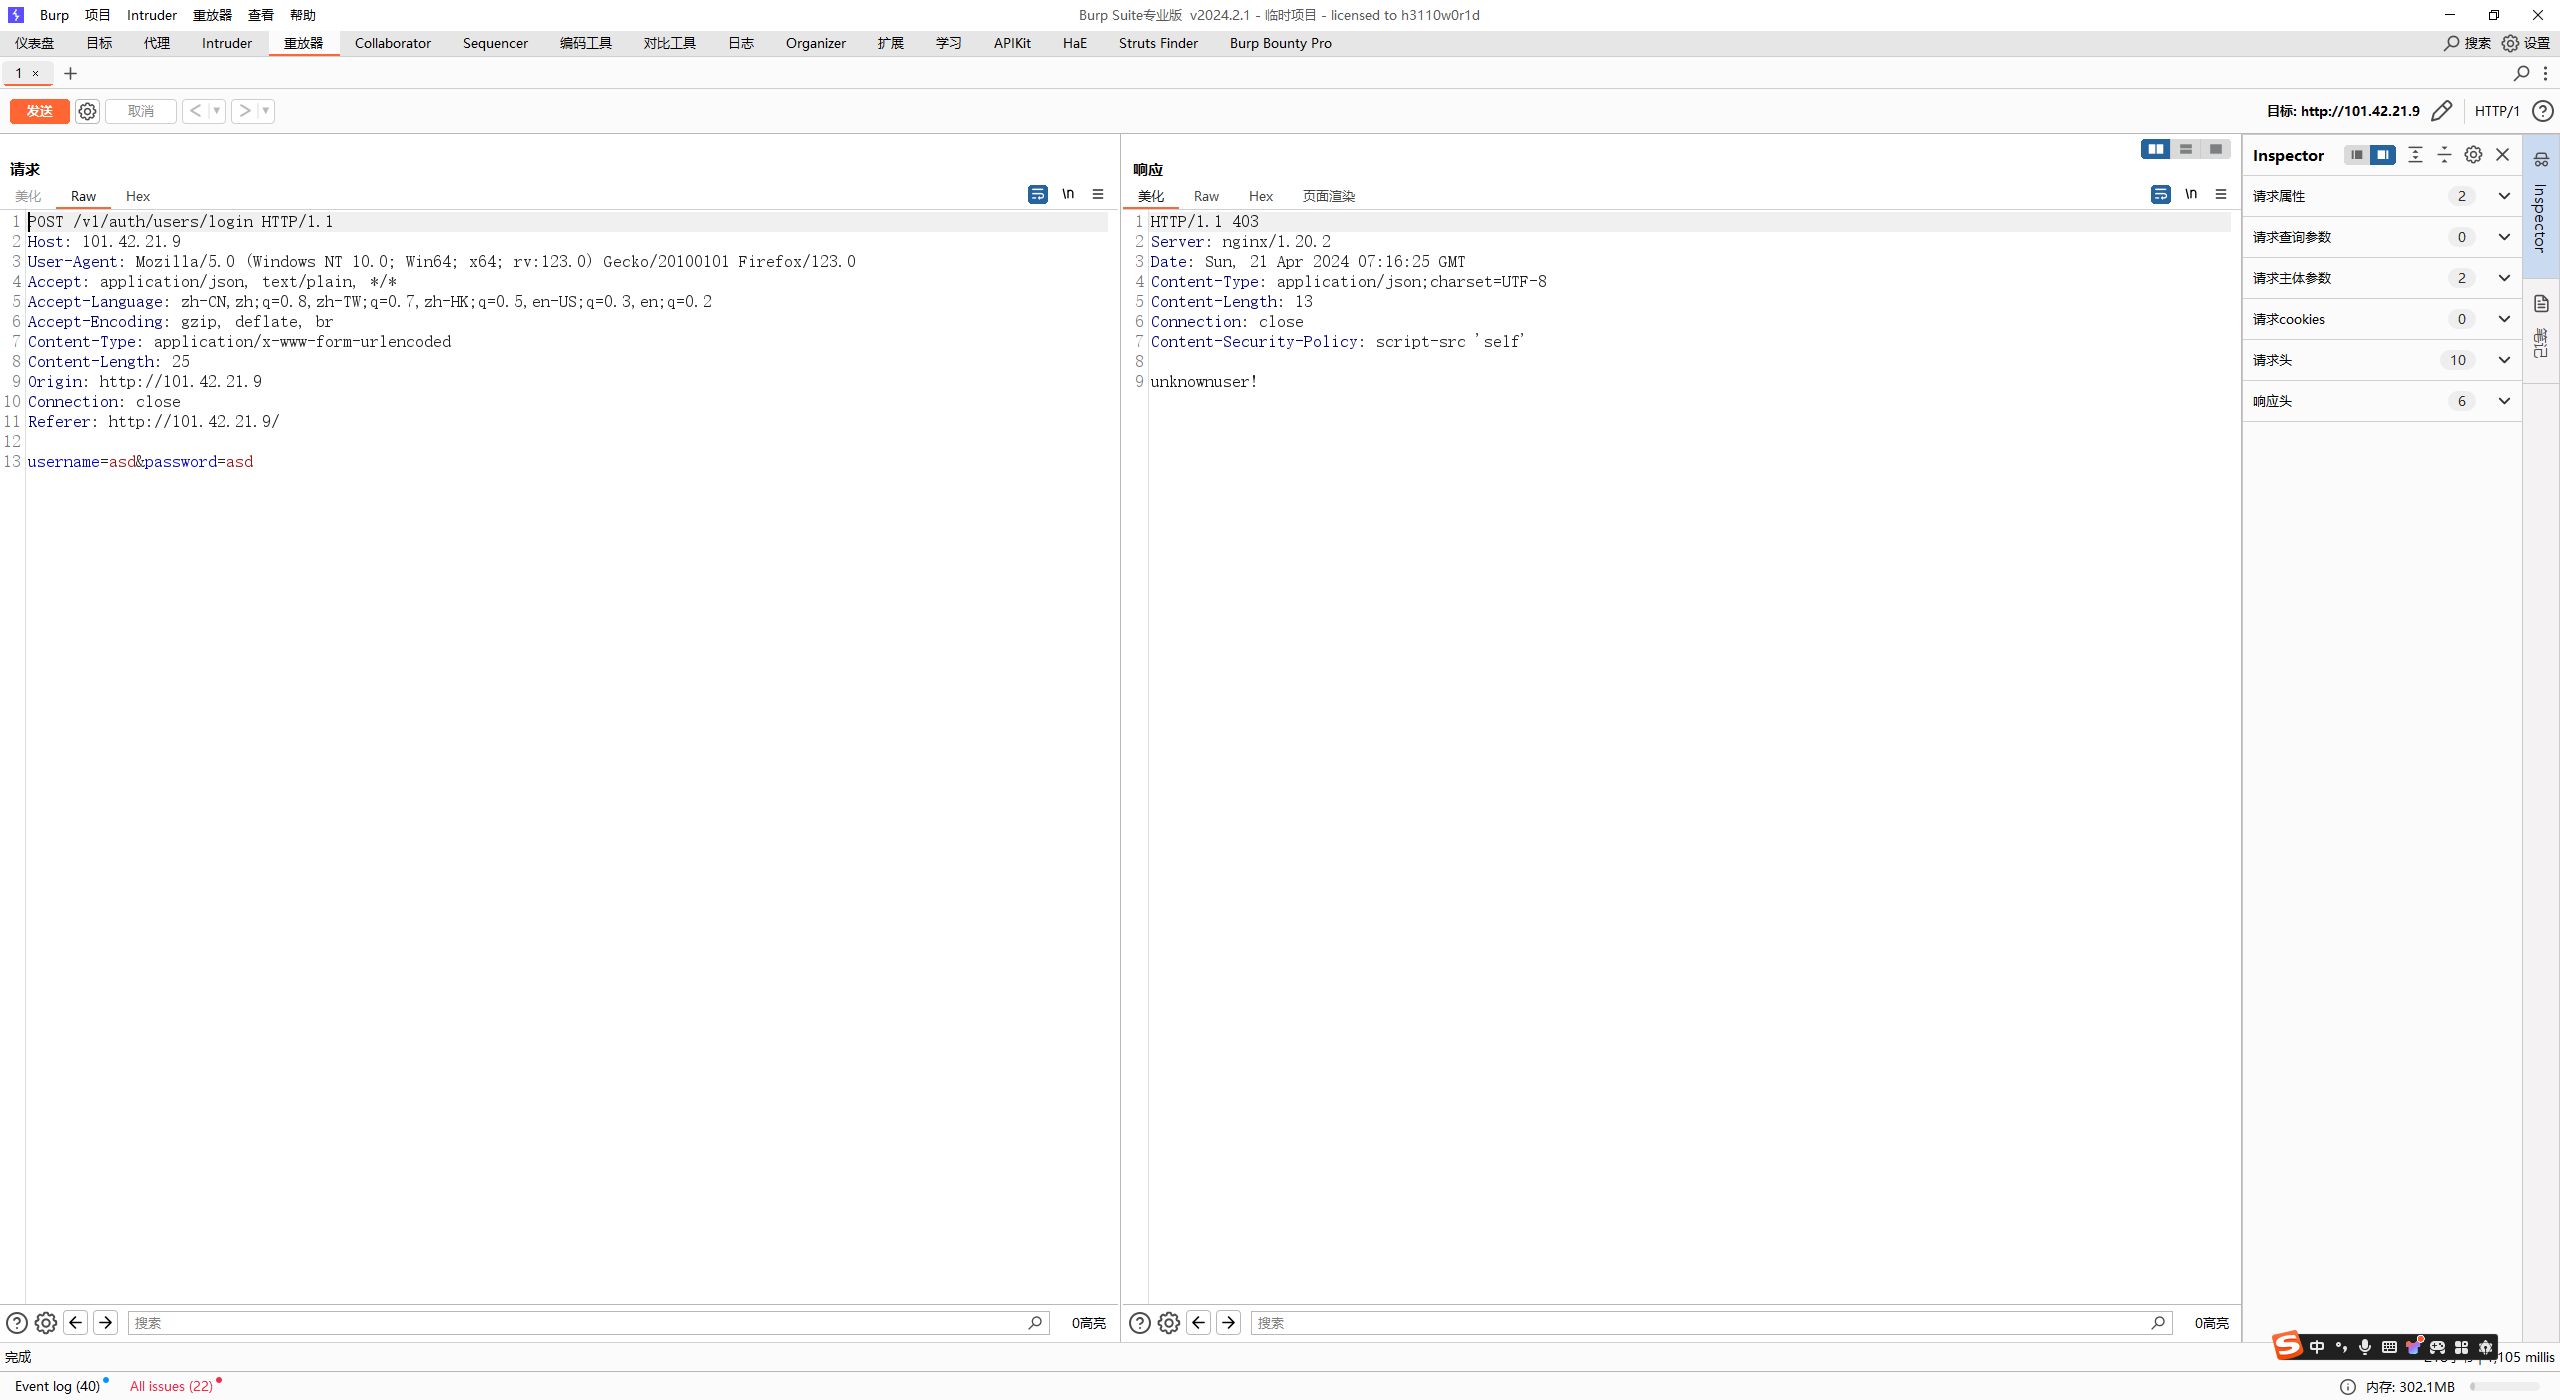 Burp 项目 Intruder 重放器 查看 帮助
Burp Suite专业版 v2024.2.1 - 临时项目 - licensed to h3110w0r1d
仪表盘 目标 代理 Intruder 重放器 Collaborator Sequencer 编码工具 对比工具 日志 Organizer 扩展 学习 APIKit HaE Struts Finder Burp Bounty Pro 搜索 设置
1 × +
发送 取消 < > 目标: http://101.42.21.9 HTTP/1
请求
美化 Raw Hex \n
1 POST /v1/auth/users/login HTTP/1.1
2 Host: 101.42.21.9
3 User-Agent: Mozilla/5.0 (Windows NT 10.0; Win64; x64; rv:123.0) Gecko/20100101 Firefox/123.0
4 Accept: application/json, text/plain, */*
5 Accept-Language: zh-CN,zh;q=0.8,zh-TW;q=0.7,zh-HK;q=0.5,en-US;q=0.3,en;q=0.2
6 Accept-Encoding: gzip, deflate, br
7 Content-Type: application/x-www-form-urlencoded
8 Content-Length: 25
9 Origin: http://101.42.21.9
10 Connection: close
11 Referer: http://101.42.21.9/
12
13 username=asd&password=asd
搜索 0高亮
响应
美化 Raw Hex 页面渲染 \n
1 HTTP/1.1 403
2 Server: nginx/1.20.2
3 Date: Sun, 21 Apr 2024 07:16:25 GMT
4 Content-Type: application/json;charset=UTF-8
5 Content-Length: 13
6 Connection: close
7 Content-Security-Policy: script-src 'self'
8
9 unknownuser!
搜索 0高亮
Inspector
请求属性 2
请求查询参数 0
请求主体参数 2
请求cookies 0
请求头 10
响应头 6
Inspector
笔记
中
完成
105 millis
Event log (40) All issues (22) 内存: 302.1MB